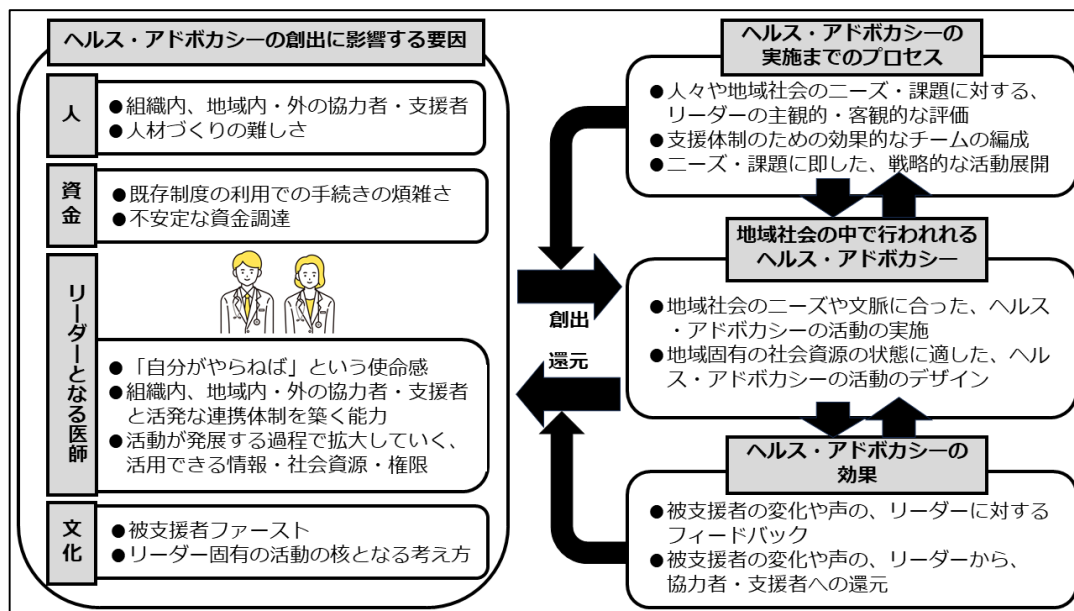 ヘルス・アドボカシーの創出に影響する要因
人
●組織内、地域内・外の協力者・支援者
●人材づくりの難しさ
資金
●既存制度の利用での手続きの煩雑さ
●不安定な資金調達
リーダーとなる医師
●「自分がやらねば」という使命感
●組織内、地域内・外の協力者・支援者
と活発な連携体制を築く能力
●活動が発展する過程で拡大していく、
活用できる情報・社会資源・権限
文化
●被支援者ファースト
●リーダー固有の活動の核となる考え方
創出
還元
ヘルス・アドボカシーの
実施までのプロセス
●人々や地域社会のニーズ・課題に対する、
リーダーの主観的・客観的な評価
●支援体制のための効果的なチームの編成
●ニーズ・課題に即した、戦略的な活動展開
地域社会の中で行われれる
ヘルス・アドボカシー
●地域社会のニーズや文脈に合った、ヘルス
・アドボカシーの活動の実施
●地域固有の社会資源の状態に適した、ヘル
ス・アドボカシーの活動のデザイン
ヘルス・アドボカシーの
効果
●被支援者の変化や声の、リーダーに対する
フィードバック
●被支援者の変化や声の、リーダーから、
協力者・支援者への還元